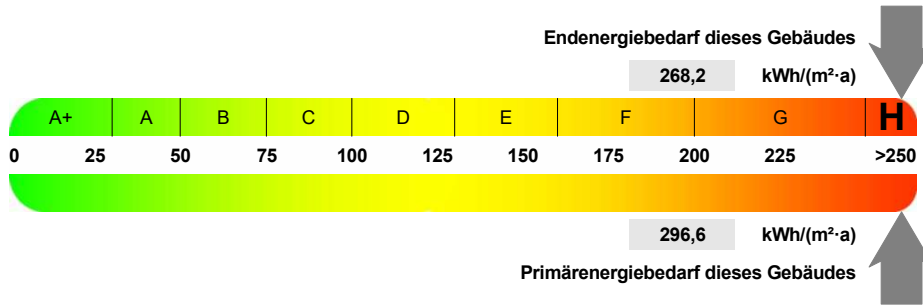 Endenergiebedarf dieses Gebäudes
268,2 kWh/(m²·a)
A+ A B C D E F G H
0 25 50 75 100 125 150 175 200 225 >250
296,6 kWh/(m²·a)
Primärenergiebedarf dieses Gebäudes